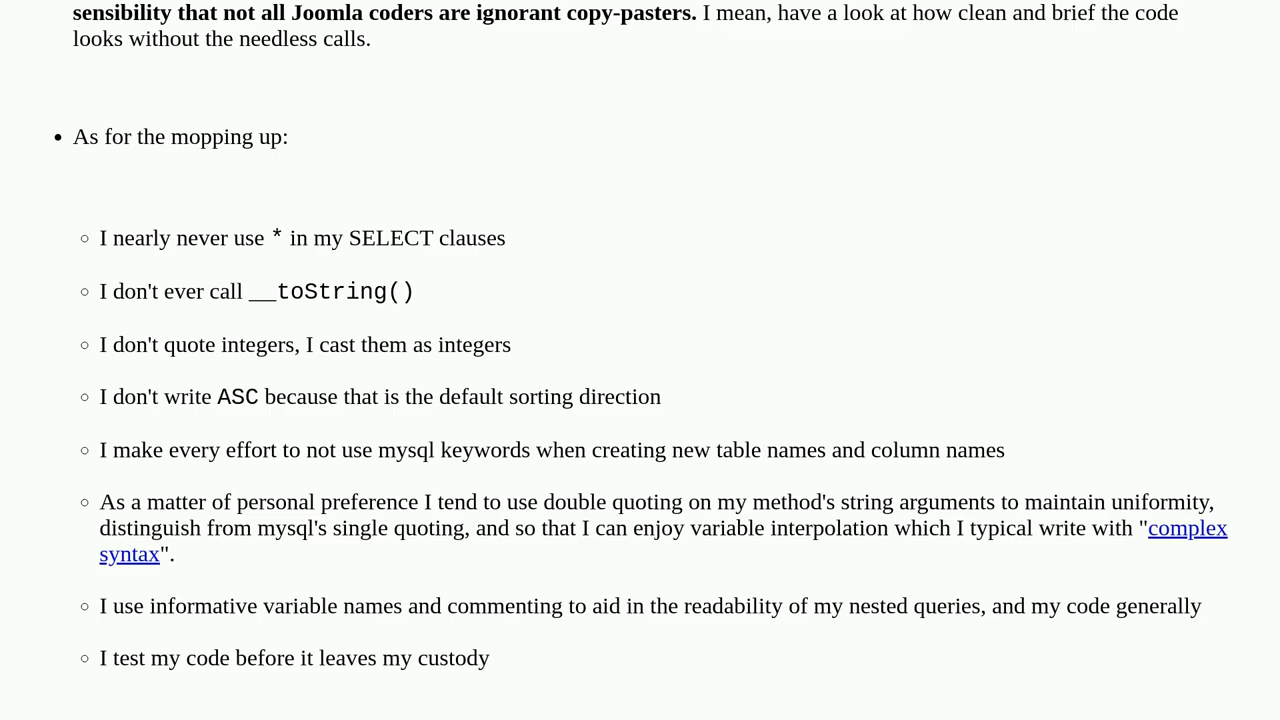 sensibility that not all Joomla coders are ignorant copy-pasters. I mean, have a look at how clean and brief the code
looks without the needless calls.
• As for the mopping up:
◦ I nearly never use * in my SELECT clauses
◦ I don't ever call __toString()
◦ I don't quote integers, I cast them as integers
◦ I don't write ASC because that is the default sorting direction
◦ I make every effort to not use mysql keywords when creating new table names and column names
◦ As a matter of personal preference I tend to use double quoting on my method's string arguments to maintain uniformity,
distinguish from mysql's single quoting, and so that I can enjoy variable interpolation which I typical write with "complex
syntax".
◦ I use informative variable names and commenting to aid in the readability of my nested queries, and my code generally
◦ I test my code before it leaves my custody